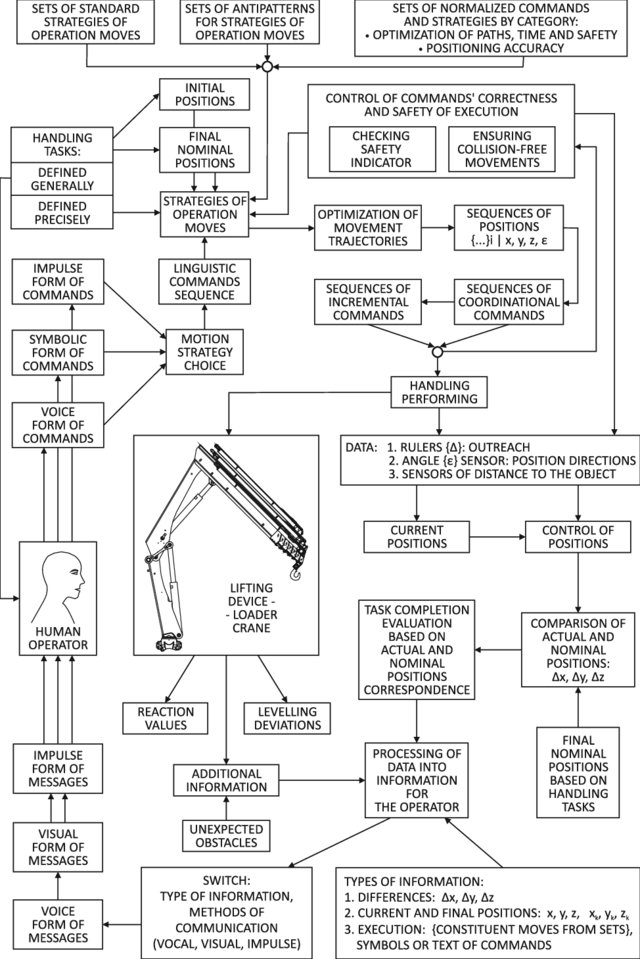 SETS OF STANDARD
STRATEGIES OF
OPERATION MOVES
SETS OF ANTIPATTERNS
FOR STRATEGIES OF
OPERATION MOVES
SETS OF NORMALIZED COMMANDS
AND STRATEGIES BY CATEGORY:
• OPTIMIZATION OF PATHS, TIME AND SAFETY
• POSITIONING ACCURACY
INITIAL
POSITIONS
CONTROL OF COMMANDS' CORRECTNESS
AND SAFETY OF EXECUTION
CHECKING
SAFETY
INDICATOR
ENSURING
COLLISION-FREE
MOVEMENTS
HANDLING
TASKS:
DEFINED
GENERALLY
DEFINED
PRECISELY
FINAL
NOMINAL
POSITIONS
STRATEGIES OF
OPERATION
MOVES
OPTIMIZATION OF
MOVEMENT
TRAJECTORIES
SEQUENCES OF
POSITIONS
{...}i | x, y, z, ε
IMPULSE
FORM OF
COMMANDS
LINGUISTIC
COMMANDS
SEQUENCE
SEQUENCES OF
INCREMENTAL
COMMANDS
SEQUENCES OF
COORDINATIONAL
COMMANDS
SYMBOLIC
FORM OF
COMMANDS
MOTION
STRATEGY
CHOICE
VOICE
FORM OF
COMMANDS
HANDLING
PERFORMING
DATA: 1. RULERS {Δ}: OUTREACH
2. ANGLE {ε} SENSOR: POSITION DIRECTIONS
3. SENSORS OF DISTANCE TO THE OBJECT
CURRENT
POSITIONS
CONTROL OF
POSITIONS
HUMAN
OPERATOR
LIFTING
DEVICE -
- LOADER
CRANE
TASK COMPLETION
EVALUATION
BASED ON
ACTUAL AND
NOMINAL
POSITIONS
CORRESPONDENCE
COMPARISON OF
ACTUAL AND
NOMINAL
POSITIONS:
Δx, Δy, Δz
REACTION
VALUES
LEVELLING
DEVIATIONS
IMPULSE
FORM OF
MESSAGES
ADDITIONAL
INFORMATION
PROCESSING OF
DATA INTO
INFORMATION
FOR
THE OPERATOR
FINAL
NOMINAL
POSITIONS
BASED ON
HANDLING
TASKS
UNEXPECTED
OBSTACLES
VISUAL
FORM OF
MESSAGES
VOICE
FORM OF
MESSAGES
SWITCH:
TYPE OF INFORMATION,
METHODS OF
COMMUNICATION
(VOCAL, VISUAL, IMPULSE)
TYPES OF INFORMATION:
1. DIFFERENCES: Δx, Δy, Δz
2. CURRENT AND FINAL POSITIONS: x, y, z, xₖ, yₖ, zₖ
3. EXECUTION: {CONSTITUENT MOVES FROM SETS},
SYMBOLS OR TEXT OF COMMANDS